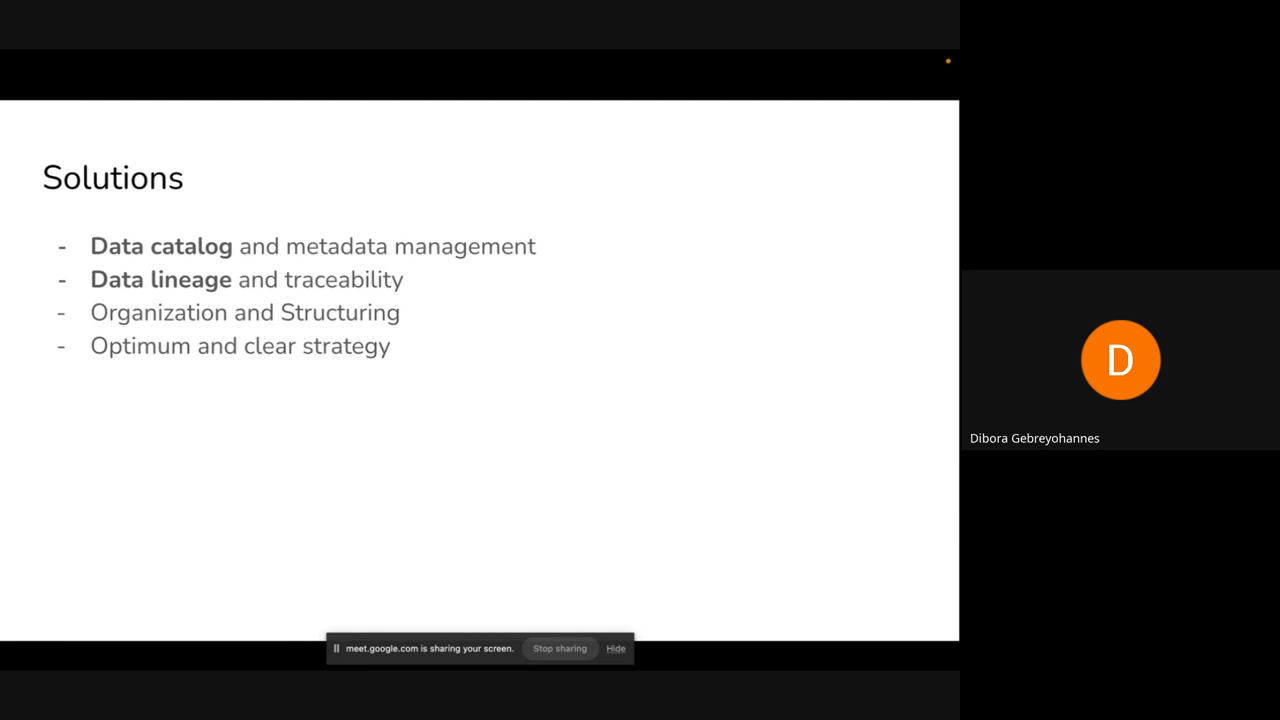 Solutions
- Data catalog and metadata management
- Data lineage and traceability
- Organization and Structuring
- Optimum and clear strategy
D
Dibora Gebreyohannes
meet.google.com is sharing your screen. Stop sharing Hide